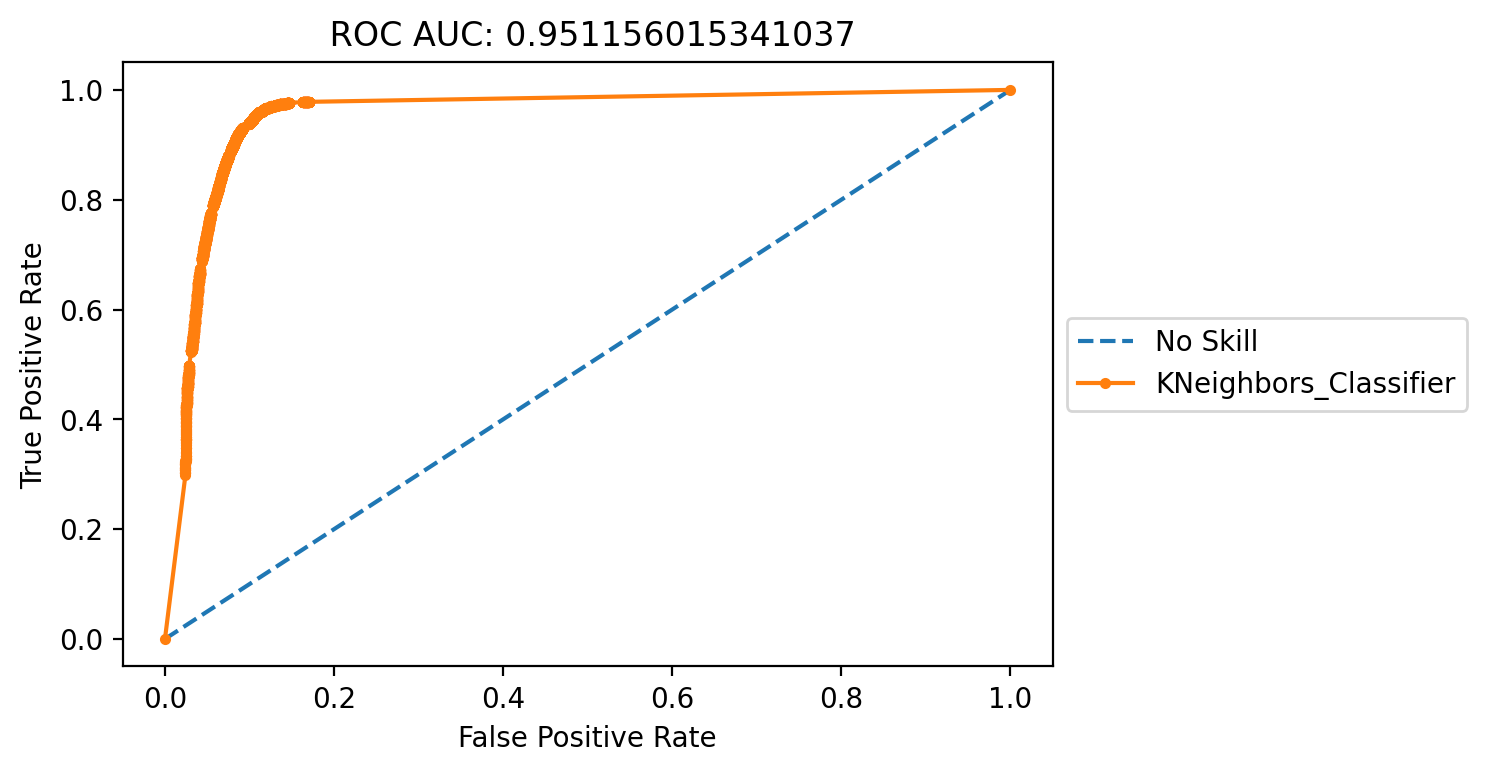 ROC AUC: 0.951156015341037
True Positive Rate
1.0
0.8
0.6
0.4
0.2
0.0
0.0 0.2 0.4 0.6 0.8 1.0
False Positive Rate
No Skill
KNeighbors_Classifier